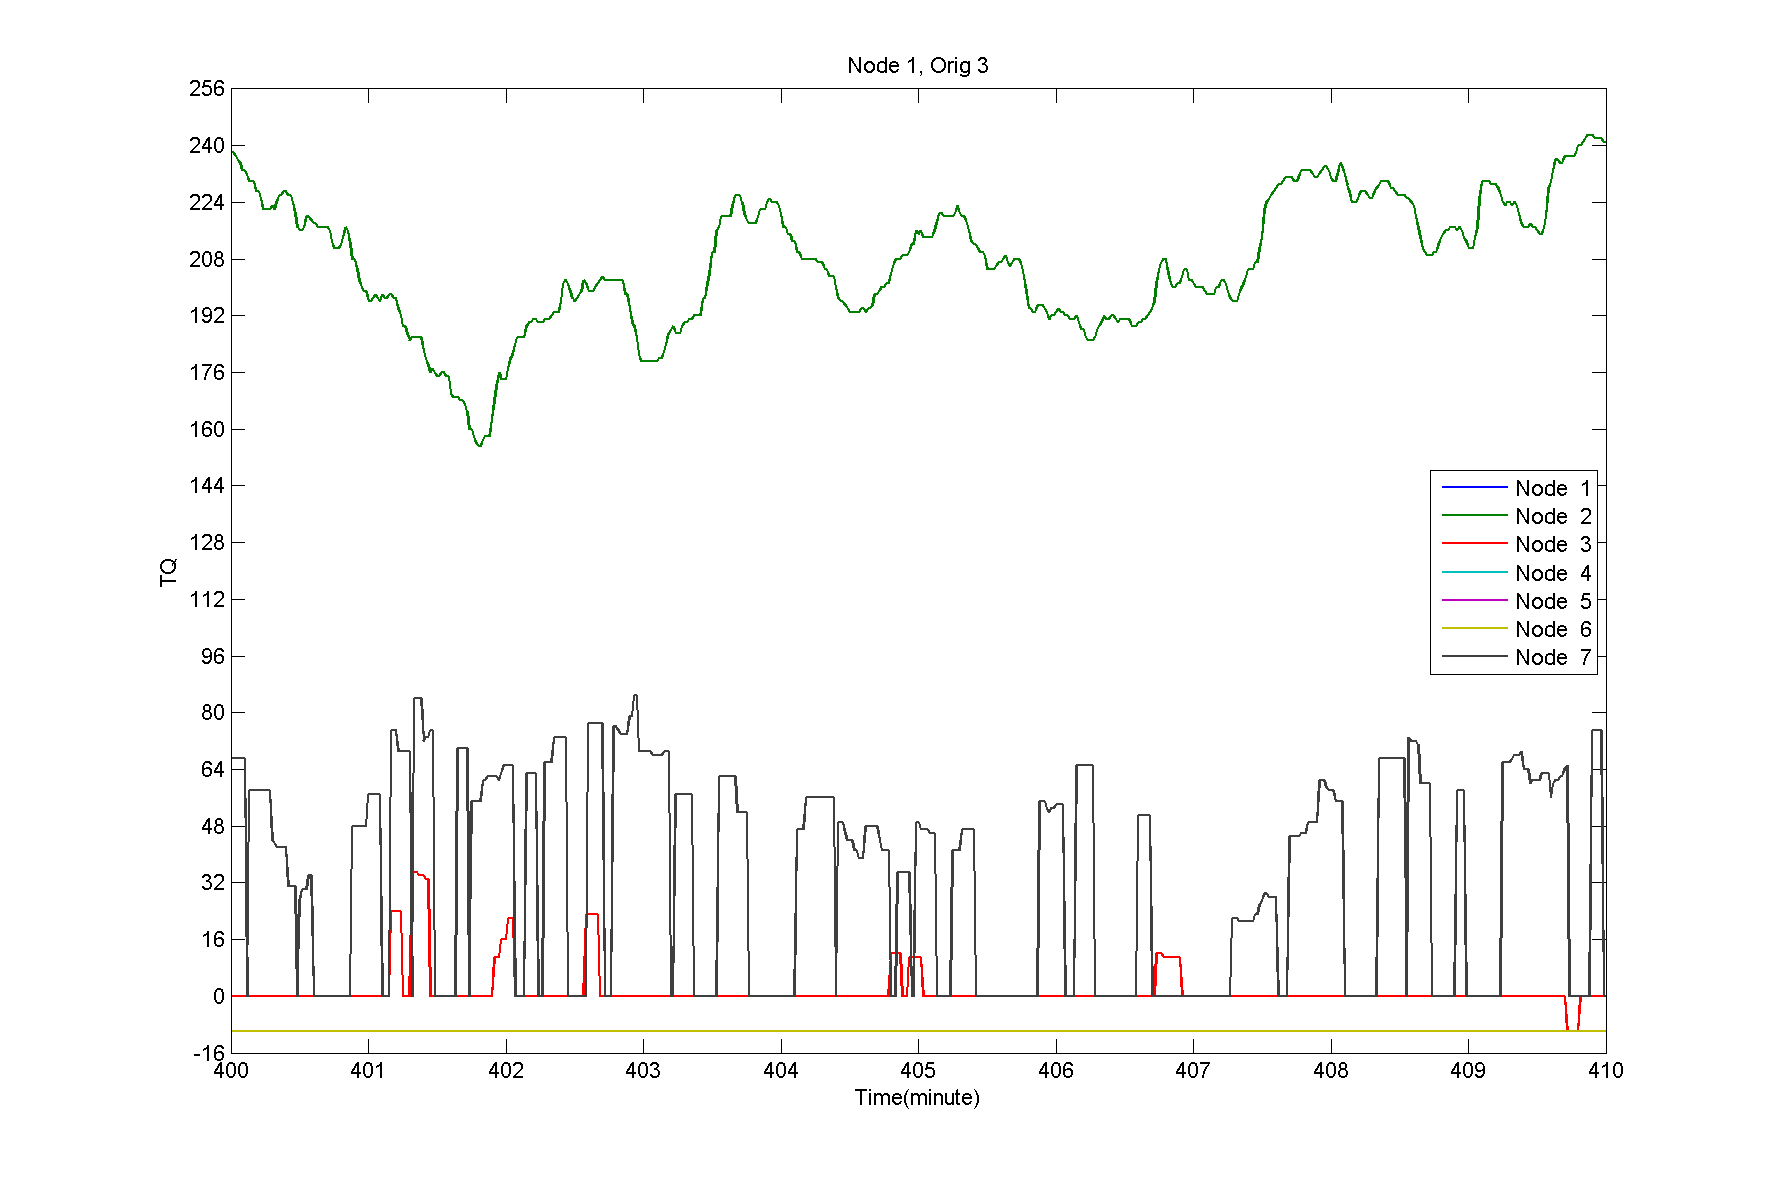 Node 1, Orig 3
256
240
224
208
192
176
160
144
128
112
96
80
64
48
32
16
0
-16
TQ
Node 1
Node 2
Node 3
Node 4
Node 5
Node 6
Node 7
400 401 402 403 404 405 406 407 408 409 410
Time(minute)